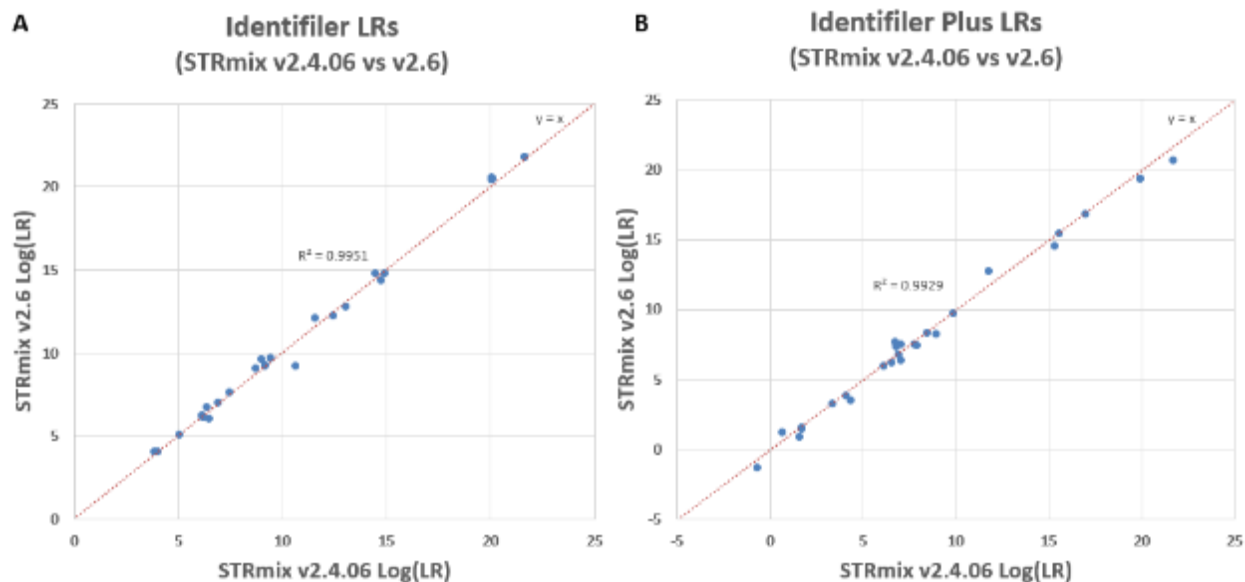 A
Identifiler LRs
(STRmix v2.4.06 vs v2.6)
25
20
15
10
5
0
y = x
R² = 0.9951
STRmix v2.6 Log(LR)
0 5 10 15 20 25
STRmix v2.4.06 Log(LR)
B
Identifiler Plus LRs
(STRmix v2.4.06 vs v2.6)
25
20
15
10
5
0
-5
y = x
R² = 0.9929
STRmix v2.6 Log(LR)
-5 0 5 10 15 20 25
STRmix v2.4.06 Log(LR)